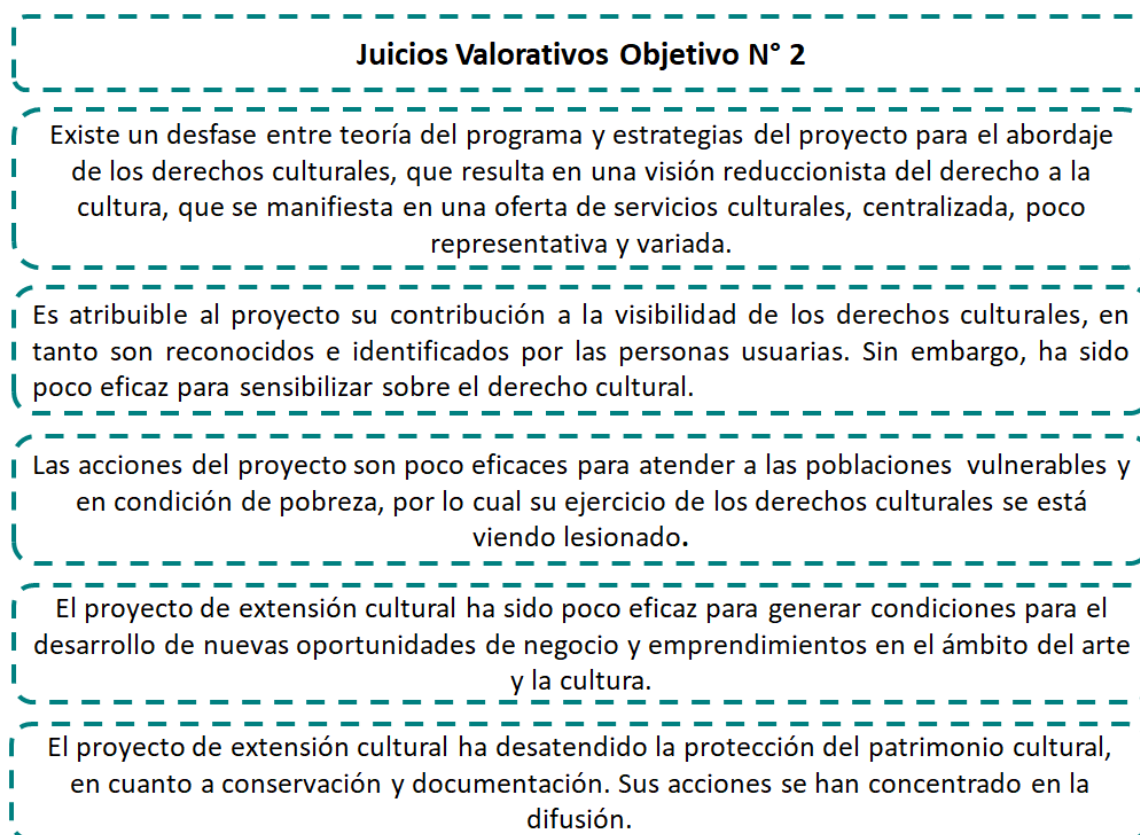 Juicios Valorativos Objetivo N° 2
Existe un desfase entre teoría del programa y estrategias del proyecto para el abordaje
de los derechos culturales, que resulta en una visión reduccionista del derecho a la
cultura, que se manifiesta en una oferta de servicios culturales, centralizada, poco
representativa y variada.
Es atribuible al proyecto su contribución a la visibilidad de los derechos culturales, en
tanto son reconocidos e identificados por las personas usuarias. Sin embargo, ha sido
poco eficaz para sensibilizar sobre el derecho cultural.
Las acciones del proyecto son poco eficaces para atender a las poblaciones vulnerables y
en condición de pobreza, por lo cual su ejercicio de los derechos culturales se está
viendo lesionado.
El proyecto de extensión cultural ha sido poco eficaz para generar condiciones para el
desarrollo de nuevas oportunidades de negocio y emprendimientos en el ámbito del arte
y la cultura.
El proyecto de extensión cultural ha desatendido la protección del patrimonio cultural,
en cuanto a conservación y documentación. Sus acciones se han concentrado en la
difusión.